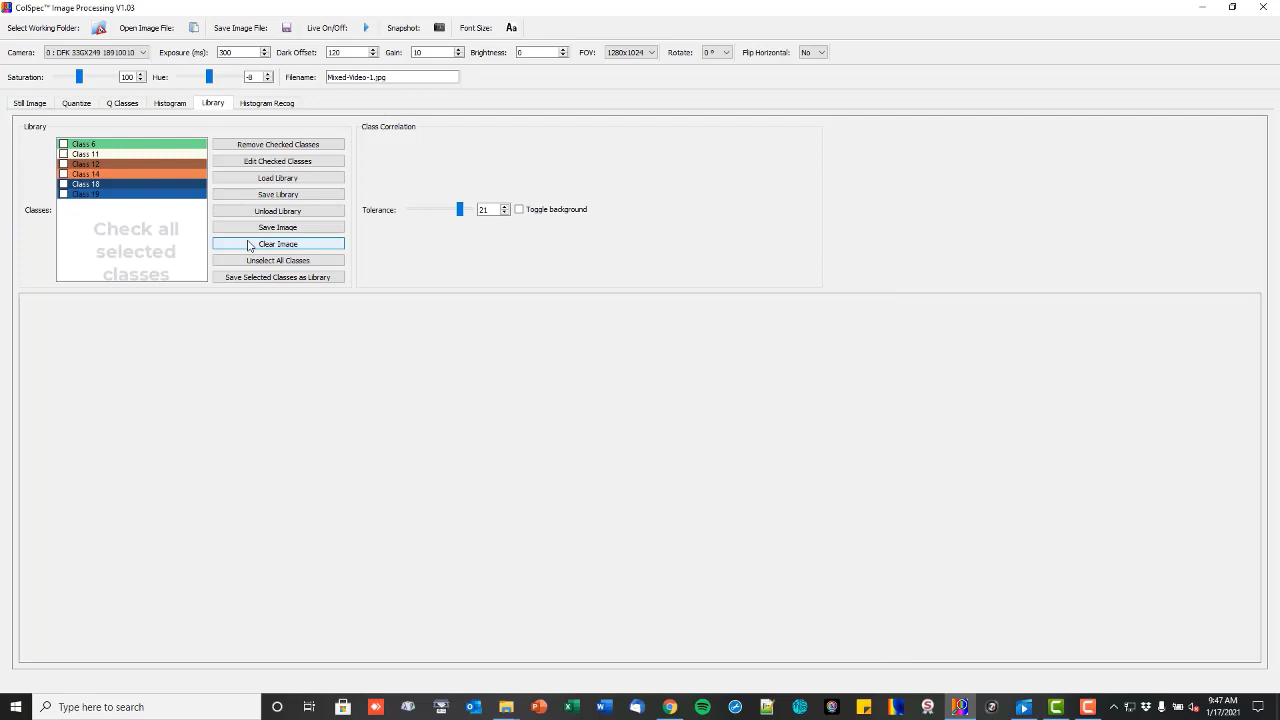 ColSpec™ Image Processing V1.03
Select Working Folder: Open Image File: Save Image File: Live On/Off: Snapshot: Font Size: Aa
Camera: 0 : DFK 33GX249 18910010 Exposure (ms): 300 Dark Offset: 120 Gain: 10 Brightness: 0 FOV: 1280x1024 Rotate: 0 º Flip Horizontal: No
Saturation: 100 Hue: -8 Filename: Mixed-Video-1.jpg
Still Image Quantize Q Classes Histogram Library Histogram Recog
Library
Classes:
Class 6
Class 11
Class 12
Class 14
Class 18
Class 19
Check all
selected
classes
Remove Checked Classes
Edit Checked Classes
Load Library
Save Library
Unload Library
Save Image
Clear Image
Unselect All Classes
Save Selected Classes as Library
Class Correlation
Tolerance: 21 Toggle background
Type here to search
9:47 AM
1/17/2021